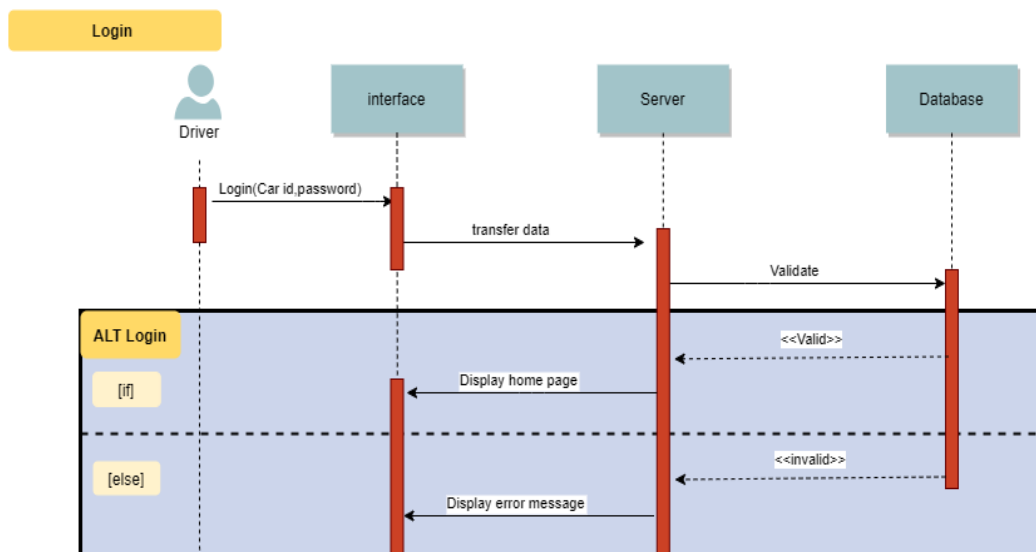 Login
Driver
interface
Server
Database
Login(Car id,password)
transfer data
Validate
ALT Login
<<Valid>>
[if]
Display home page
<<invalid>>
[else]
Display error message